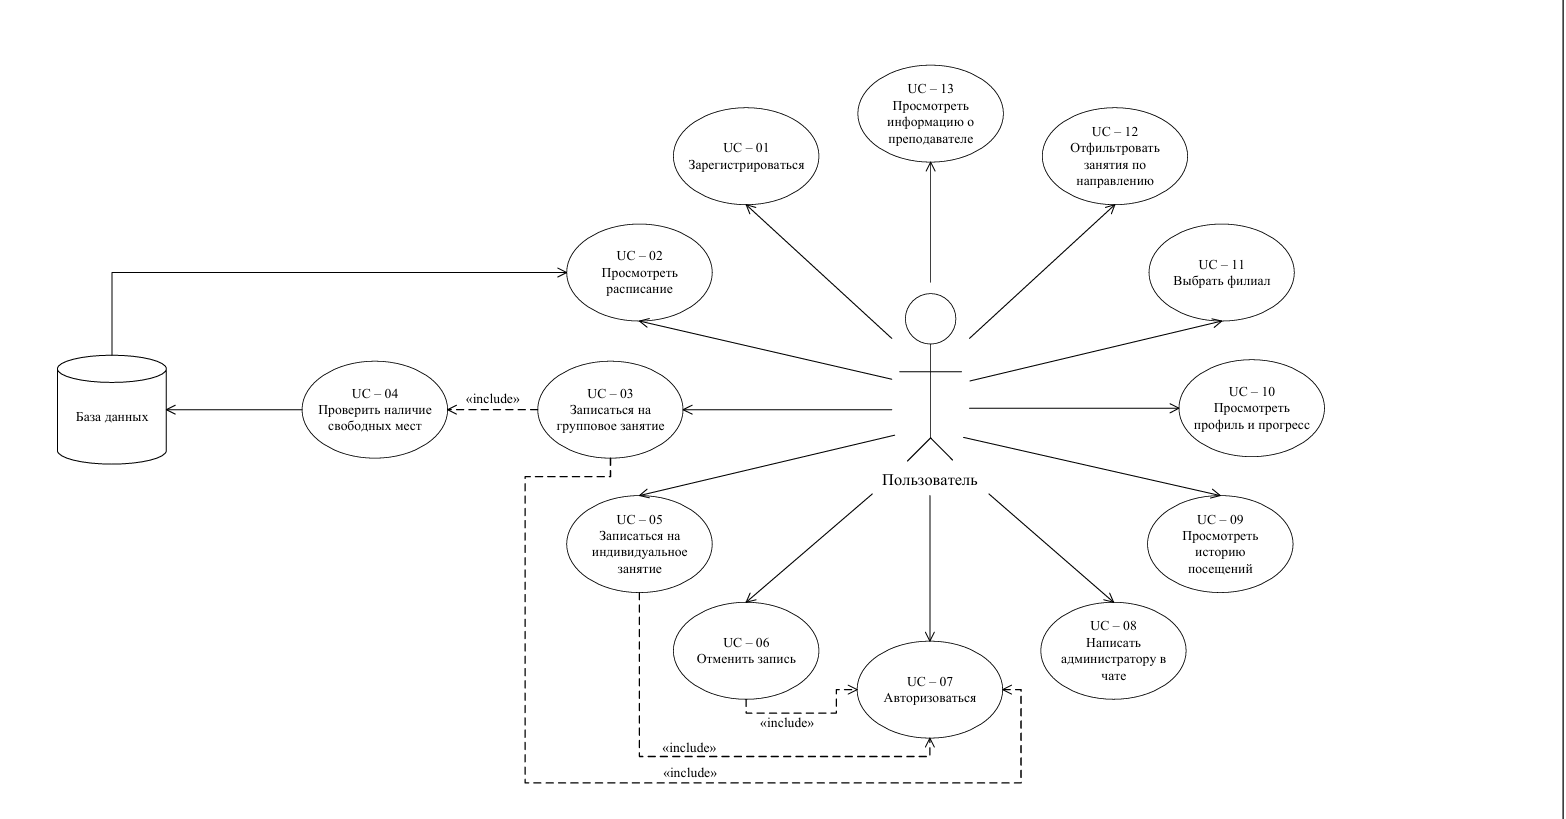 UC – 13
Просмотреть
информацию о
преподавателе
UC – 01
Зарегистрироваться
UC – 12
Отфильтровать
занятия по
направлению
UC – 02
Просмотреть
расписание
UC – 11
Выбрать филиал
База данных
UC – 04
Проверить наличие
свободных мест
«include»
UC – 03
Записаться на
групповое занятие
UC – 10
Просмотреть
профиль и прогресс
Пользователь
UC – 05
Записаться на
индивидуальное
занятие
UC – 09
Просмотреть
историю
посещений
UC – 06
Отменить запись
UC – 07
Авторизоваться
UC – 08
Написать
администратору в
чате
«include»
«include»
«include»